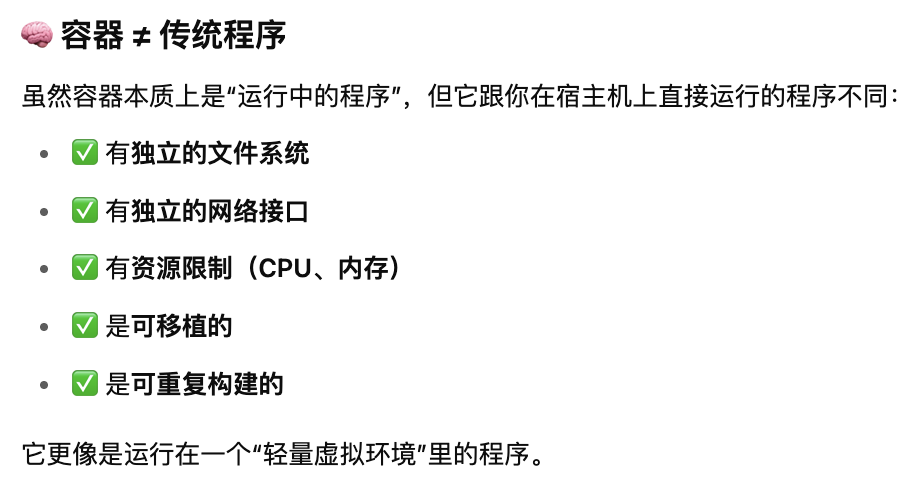 🧠 容器 ≠ 传统程序
虽然容器本质上是“运行中的程序”，但它跟你在宿主机上直接运行的程序不同：
• ✅ 有独立的文件系统
• ✅ 有独立的网络接口
• ✅ 有资源限制（CPU、内存）
• ✅ 是可移植的
• ✅ 是可重复构建的
它更像是运行在一个“轻量虚拟环境”里的程序。